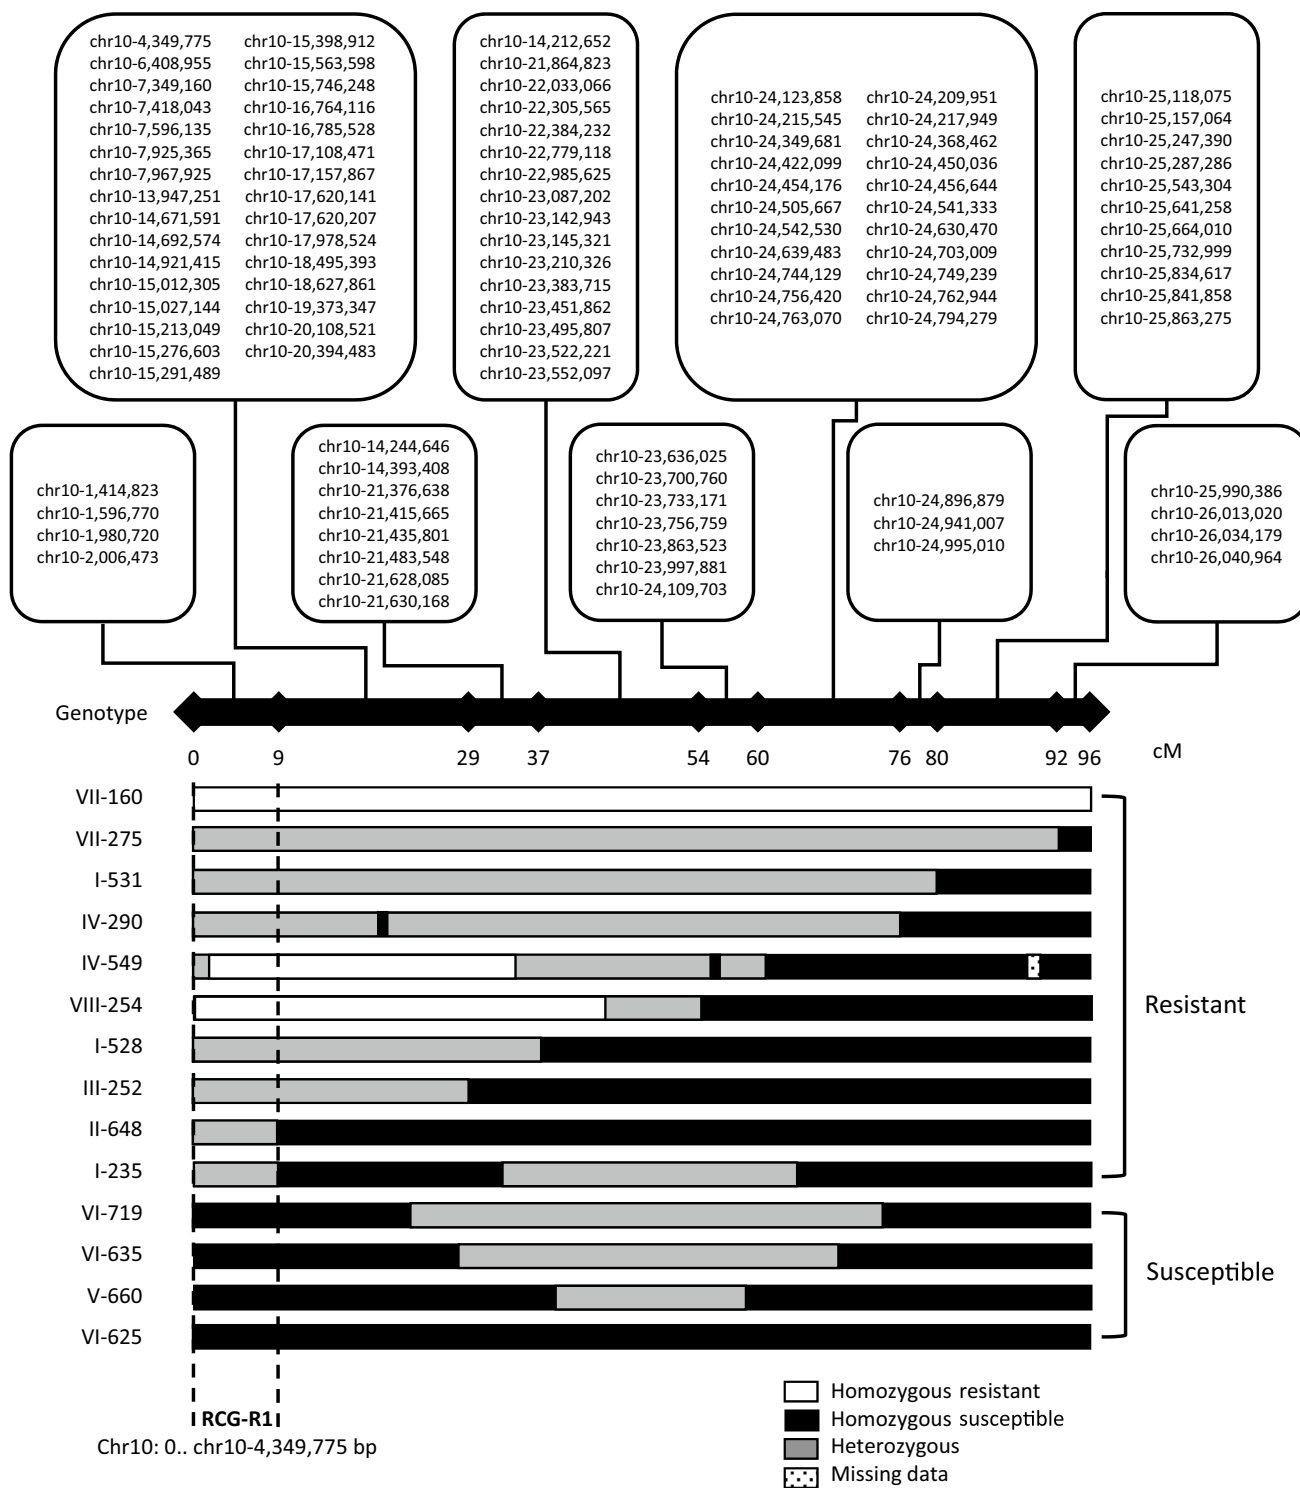 chr10-4,349,775
chr10-6,408,955
chr10-7,349,160
chr10-7,418,043
chr10-7,596,135
chr10-7,925,365
chr10-7,967,925
chr10-13,947,251
chr10-14,671,591
chr10-14,692,574
chr10-14,921,415
chr10-15,012,305
chr10-15,027,144
chr10-15,213,049
chr10-15,276,603
chr10-15,291,489
chr10-15,398,912
chr10-15,563,598
chr10-15,746,248
chr10-16,764,116
chr10-16,785,528
chr10-17,108,471
chr10-17,157,867
chr10-17,620,141
chr10-17,620,207
chr10-17,978,524
chr10-18,495,393
chr10-18,627,861
chr10-19,373,347
chr10-20,108,521
chr10-20,394,483
chr10-14,212,652
chr10-21,864,823
chr10-22,033,066
chr10-22,305,565
chr10-22,384,232
chr10-22,779,118
chr10-22,985,625
chr10-23,087,202
chr10-23,142,943
chr10-23,145,321
chr10-23,210,326
chr10-23,383,715
chr10-23,451,862
chr10-23,495,807
chr10-23,522,221
chr10-23,552,097
chr10-24,123,858
chr10-24,215,545
chr10-24,349,681
chr10-24,422,099
chr10-24,454,176
chr10-24,505,667
chr10-24,542,530
chr10-24,639,483
chr10-24,744,129
chr10-24,756,420
chr10-24,763,070
chr10-24,209,951
chr10-24,217,949
chr10-24,368,462
chr10-24,450,036
chr10-24,456,644
chr10-24,541,333
chr10-24,630,470
chr10-24,703,009
chr10-24,749,239
chr10-24,762,944
chr10-24,794,279
chr10-25,118,075
chr10-25,157,064
chr10-25,247,390
chr10-25,287,286
chr10-25,543,304
chr10-25,641,258
chr10-25,664,010
chr10-25,732,999
chr10-25,834,617
chr10-25,841,858
chr10-25,863,275
chr10-1,414,823
chr10-1,596,770
chr10-1,980,720
chr10-2,006,473
chr10-14,244,646
chr10-14,393,408
chr10-21,376,638
chr10-21,415,665
chr10-21,435,801
chr10-21,483,548
chr10-21,628,085
chr10-21,630,168
chr10-23,636,025
chr10-23,700,760
chr10-23,733,171
chr10-23,756,759
chr10-23,863,523
chr10-23,997,881
chr10-24,109,703
chr10-24,896,879
chr10-24,941,007
chr10-24,995,010
chr10-25,990,386
chr10-26,013,020
chr10-26,034,179
chr10-26,040,964
Genotype
0 9 29 37 54 60 76 80 92 96 cM
VII-160
VII-275
I-531
IV-290
IV-549
VIII-254
I-528
III-252
II-648
I-235
Resistant
VI-719
VI-635
V-660
VI-625
Susceptible
RCG-R1
Chr10: 0.. chr10-4,349,775 bp
Homozygous resistant
Homozygous susceptible
Heterozygous
Missing data